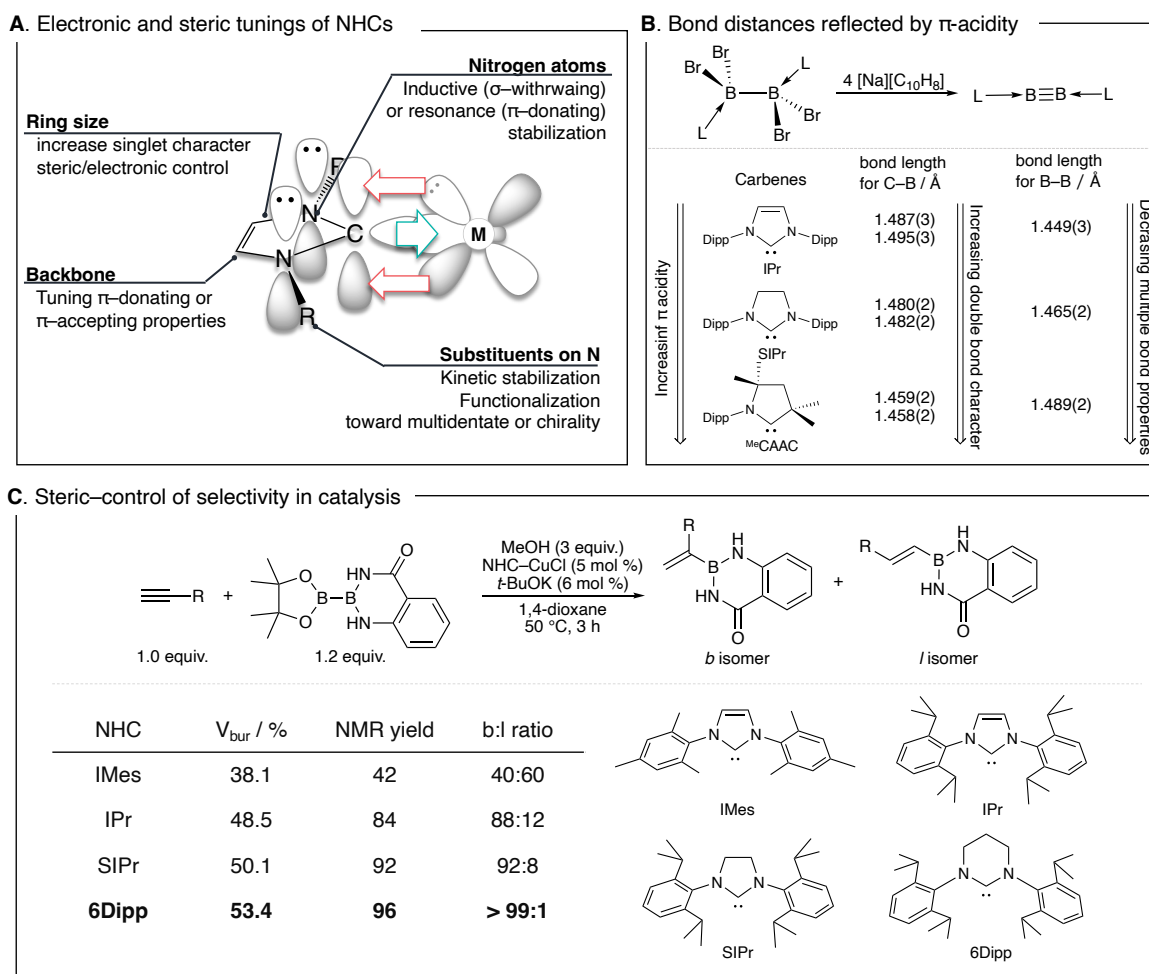 A. Electronic and steric tunings of NHCs
Nitrogen atoms
Inductive (σ–withrwaing)
or resonance (π–donating)
stabilization
Ring size
increase singlet character
steric/electronic control
R
N
C
M
N
R
Backbone
Tuning π–donating or
π–accepting properties
Substituents on N
Kinetic stabilization
Functionalization
toward multidentate or chirality
B. Bond distances reflected by π-acidity
Br
Br
L
B
B
L
Br
Br
4 [Na][C10H8]
L
B≡B
L
Carbenes
bond length
for C–B / Å
bond length
for B–B / Å
Increasinf π acidity
Increasing double bond character
Decrasing multiple bond properties
N N
Dipp Dipp
IPr
1.487(3)
1.495(3)
1.449(3)
N N
Dipp Dipp
SIPr
1.480(2)
1.482(2)
1.465(2)
N
Dipp
MeCAAC
1.459(2)
1.458(2)
1.489(2)
C. Steric–control of selectivity in catalysis
R
1.0 equiv.
+
O
O
B–B
HN
HN
O
1.2 equiv.
MeOH (3 equiv.)
NHC–CuCl (5 mol %)
t-BuOK (6 mol %)
1,4-dioxane
50 °C, 3 h
R
B
H
N
HN
O
b isomer
+
R
B
H
N
HN
O
l isomer
NHC Vbur / % NMR yield b:l ratio
IMes 38.1 42 40:60
IPr 48.5 84 88:12
SIPr 50.1 92 92:8
6Dipp 53.4 96 > 99:1
N N
IMes
N N
IPr
N N
SIPr
N N
6Dipp